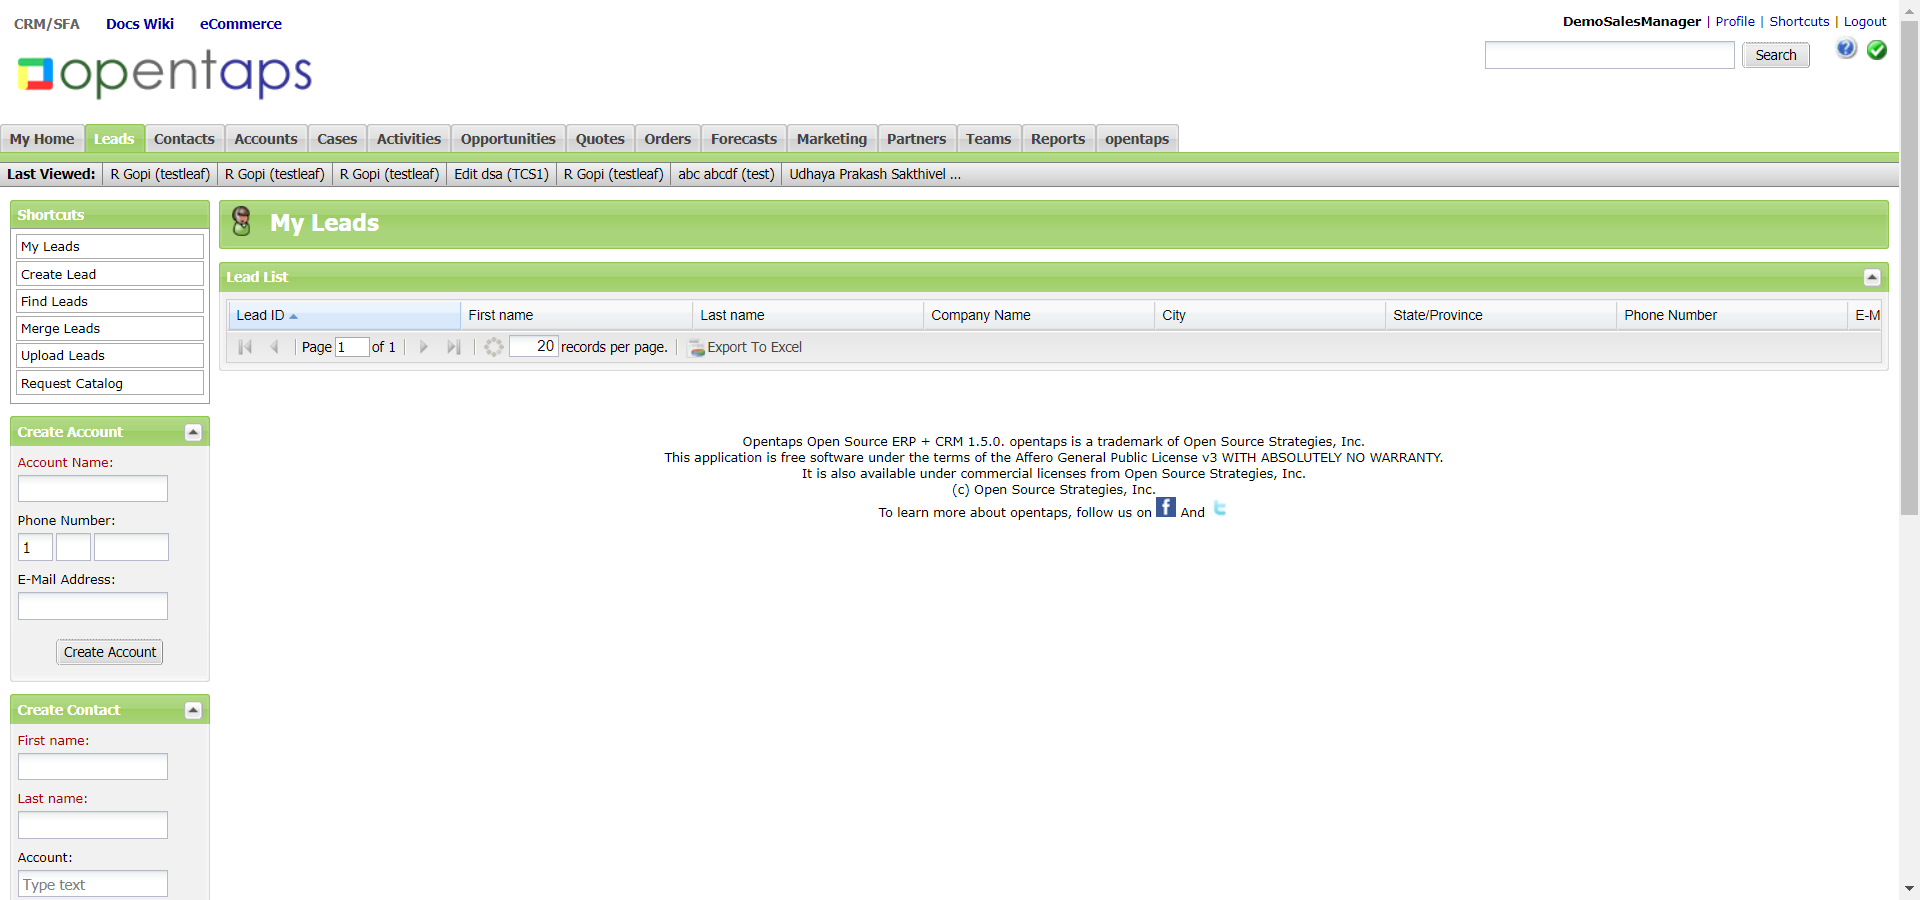 CRM/SFA Docs Wiki eCommerce
DemoSalesManager | Profile | Shortcuts | Logout
opentaps
Search
?
My Home Leads Contacts Accounts Cases Activities Opportunities Quotes Orders Forecasts Marketing Partners Teams Reports opentaps
Last Viewed: R Gopi (testleaf) R Gopi (testleaf) R Gopi (testleaf) Edit dsa (TCS1) R Gopi (testleaf) abc abcdf (test) Udhaya Prakash Sakthivel ...
Shortcuts
My Leads
Create Lead
Find Leads
Merge Leads
Upload Leads
Request Catalog
Create Account
Account Name:
Phone Number:
1
E-Mail Address:
Create Account
Create Contact
First name:
Last name:
Account:
Type text
My Leads
Lead List
Lead ID First name Last name Company Name City State/Province Phone Number E-M
Page 1 of 1 20 records per page. Export To Excel
Opentaps Open Source ERP + CRM 1.5.0. opentaps is a trademark of Open Source Strategies, Inc.
This application is free software under the terms of the Affero General Public License v3 WITH ABSOLUTELY NO WARRANTY.
It is also available under commercial licenses from Open Source Strategies, Inc.
(c) Open Source Strategies, Inc.
To learn more about opentaps, follow us on f And t